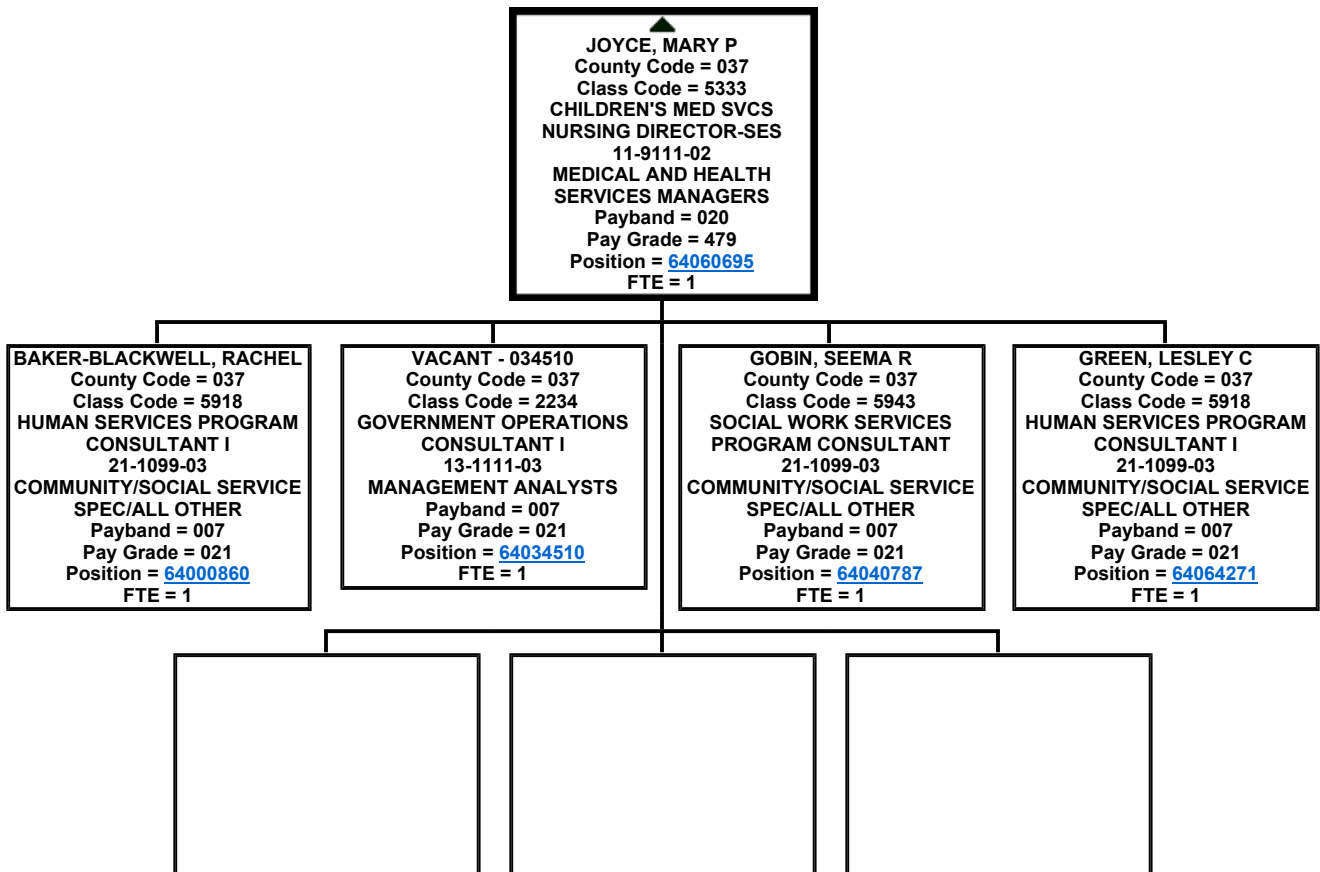 JOYCE, MARY P
County Code = 037
Class Code = 5333
CHILDREN'S MED SVCS
NURSING DIRECTOR-SES
11-9111-02
MEDICAL AND HEALTH
SERVICES MANAGERS
Payband = 020
Pay Grade = 479
Position = 64060695
FTE = 1
BAKER-BLACKWELL, RACHEL
County Code = 037
Class Code = 5918
HUMAN SERVICES PROGRAM
CONSULTANT I
21-1099-03
COMMUNITY/SOCIAL SERVICE
SPEC/ALL OTHER
Payband = 007
Pay Grade = 021
Position = 64000860
FTE = 1
VACANT - 034510
County Code = 037
Class Code = 2234
GOVERNMENT OPERATIONS
CONSULTANT I
13-1111-03
MANAGEMENT ANALYSTS
Payband = 007
Pay Grade = 021
Position = 64034510
FTE = 1
GOBIN, SEEMA R
County Code = 037
Class Code = 5943
SOCIAL WORK SERVICES
PROGRAM CONSULTANT
21-1099-03
COMMUNITY/SOCIAL SERVICE
SPEC/ALL OTHER
Payband = 007
Pay Grade = 021
Position = 64040787
FTE = 1
GREEN, LESLEY C
County Code = 037
Class Code = 5918
HUMAN SERVICES PROGRAM
CONSULTANT I
21-1099-03
COMMUNITY/SOCIAL SERVICE
SPEC/ALL OTHER
Payband = 007
Pay Grade = 021
Position = 64064271
FTE = 1